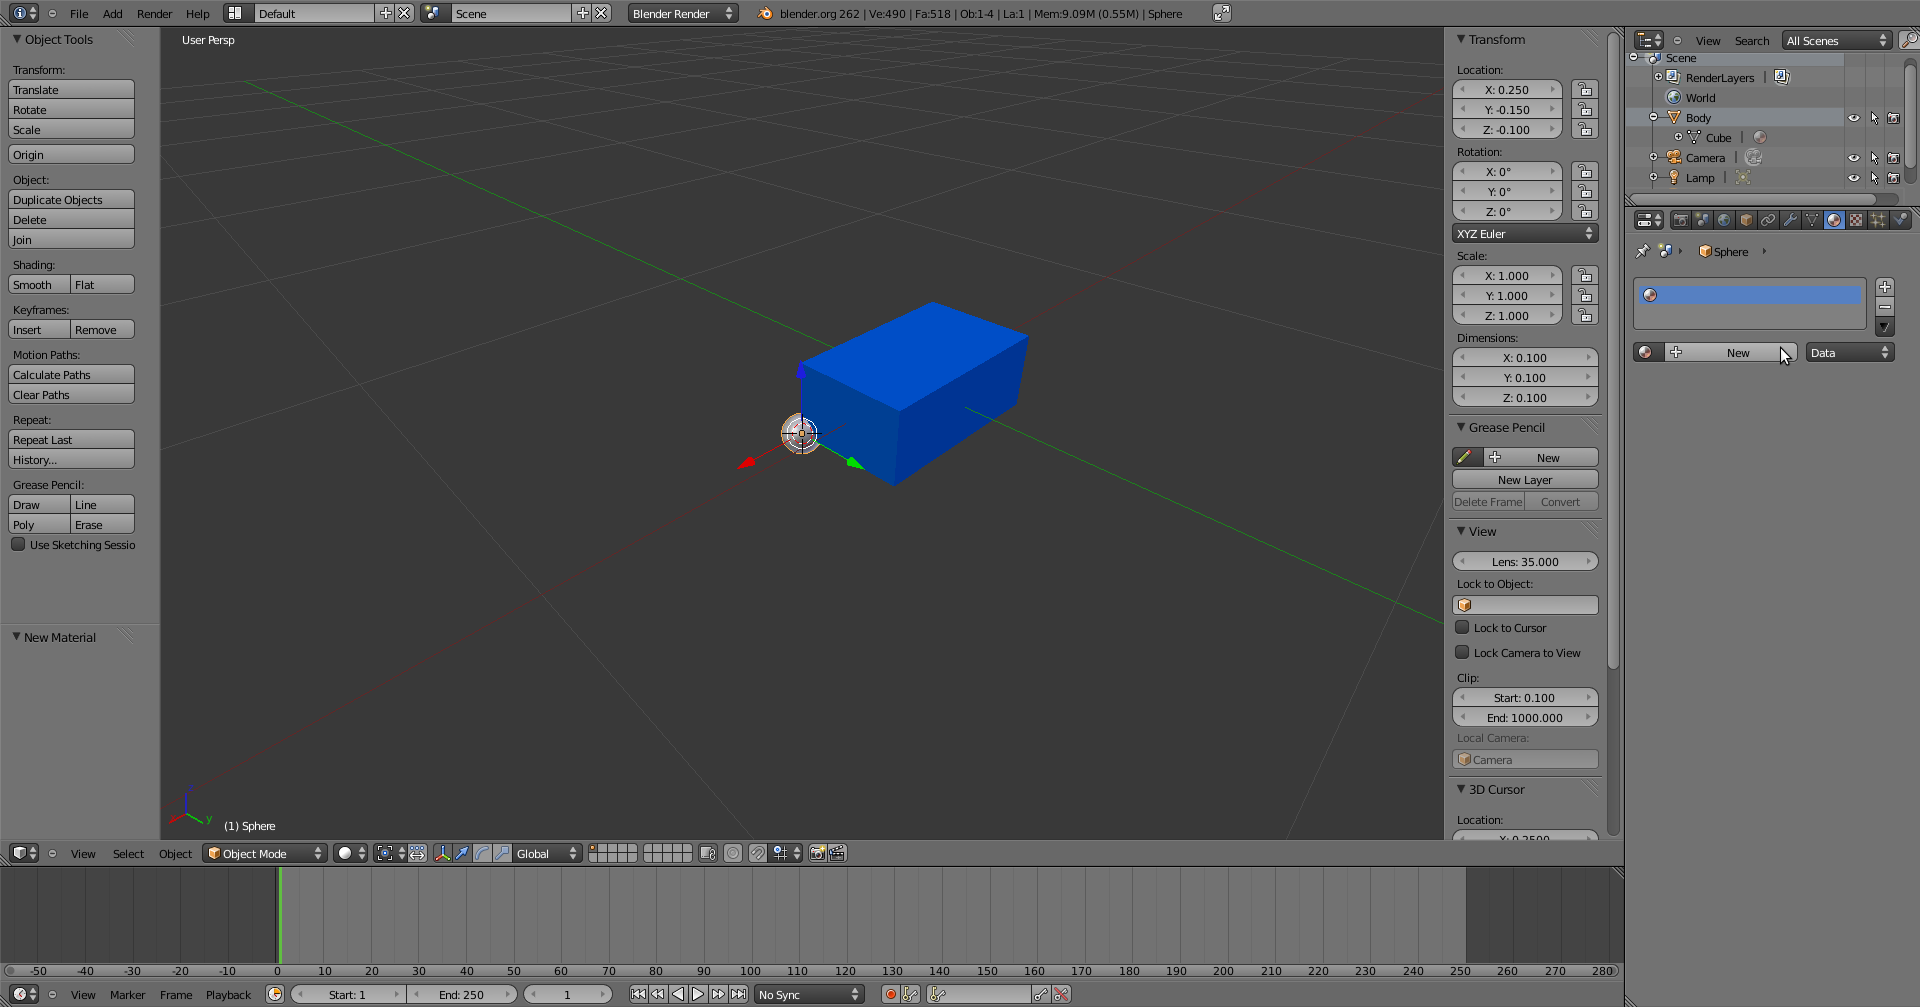 File Add Render Help Default Scene Blender Render blender.org 262 | Ve:490 | Fa:518 | Ob:1-4 | La:1 | Mem:9.09M (0.55M) | Sphere
Object Tools
Transform:
Translate
Rotate
Scale
Origin
Object:
Duplicate Objects
Delete
Join
Shading:
Smooth Flat
Keyframes:
Insert Remove
Motion Paths:
Calculate Paths
Clear Paths
Repeat:
Repeat Last
History...
Grease Pencil:
Draw Line
Poly Erase
Use Sketching Sessio
New Material
User Persp
y
(1) Sphere
Transform
Location:
X: 0.250
Y: -0.150
Z: -0.100
Rotation:
X: 0°
Y: 0°
Z: 0°
XYZ Euler
Scale:
X: 1.000
Y: 1.000
Z: 1.000
Dimensions:
X: 0.100
Y: 0.100
Z: 0.100
Grease Pencil
New
New Layer
Delete Frame Convert
View
Lens: 35.000
Lock to Object:
Lock to Cursor
Lock Camera to View
Clip:
Start: 0.100
End: 1000.000
Local Camera:
Camera
3D Cursor
Location:
X: 0.2500
View Search All Scenes
Scene
RenderLayers |
World
Body
Cube |
Camera |
Lamp |
Sphere
New Data
View Select Object Object Mode Global
-50 -40 -30 -20 -10 0 10 20 30 40 50 60 70 80 90 100 110 120 130 140 150 160 170 180 190 200 210 220 230 240 250 260 270 280
View Marker Frame Playback Start: 1 End: 250 1 No Sync